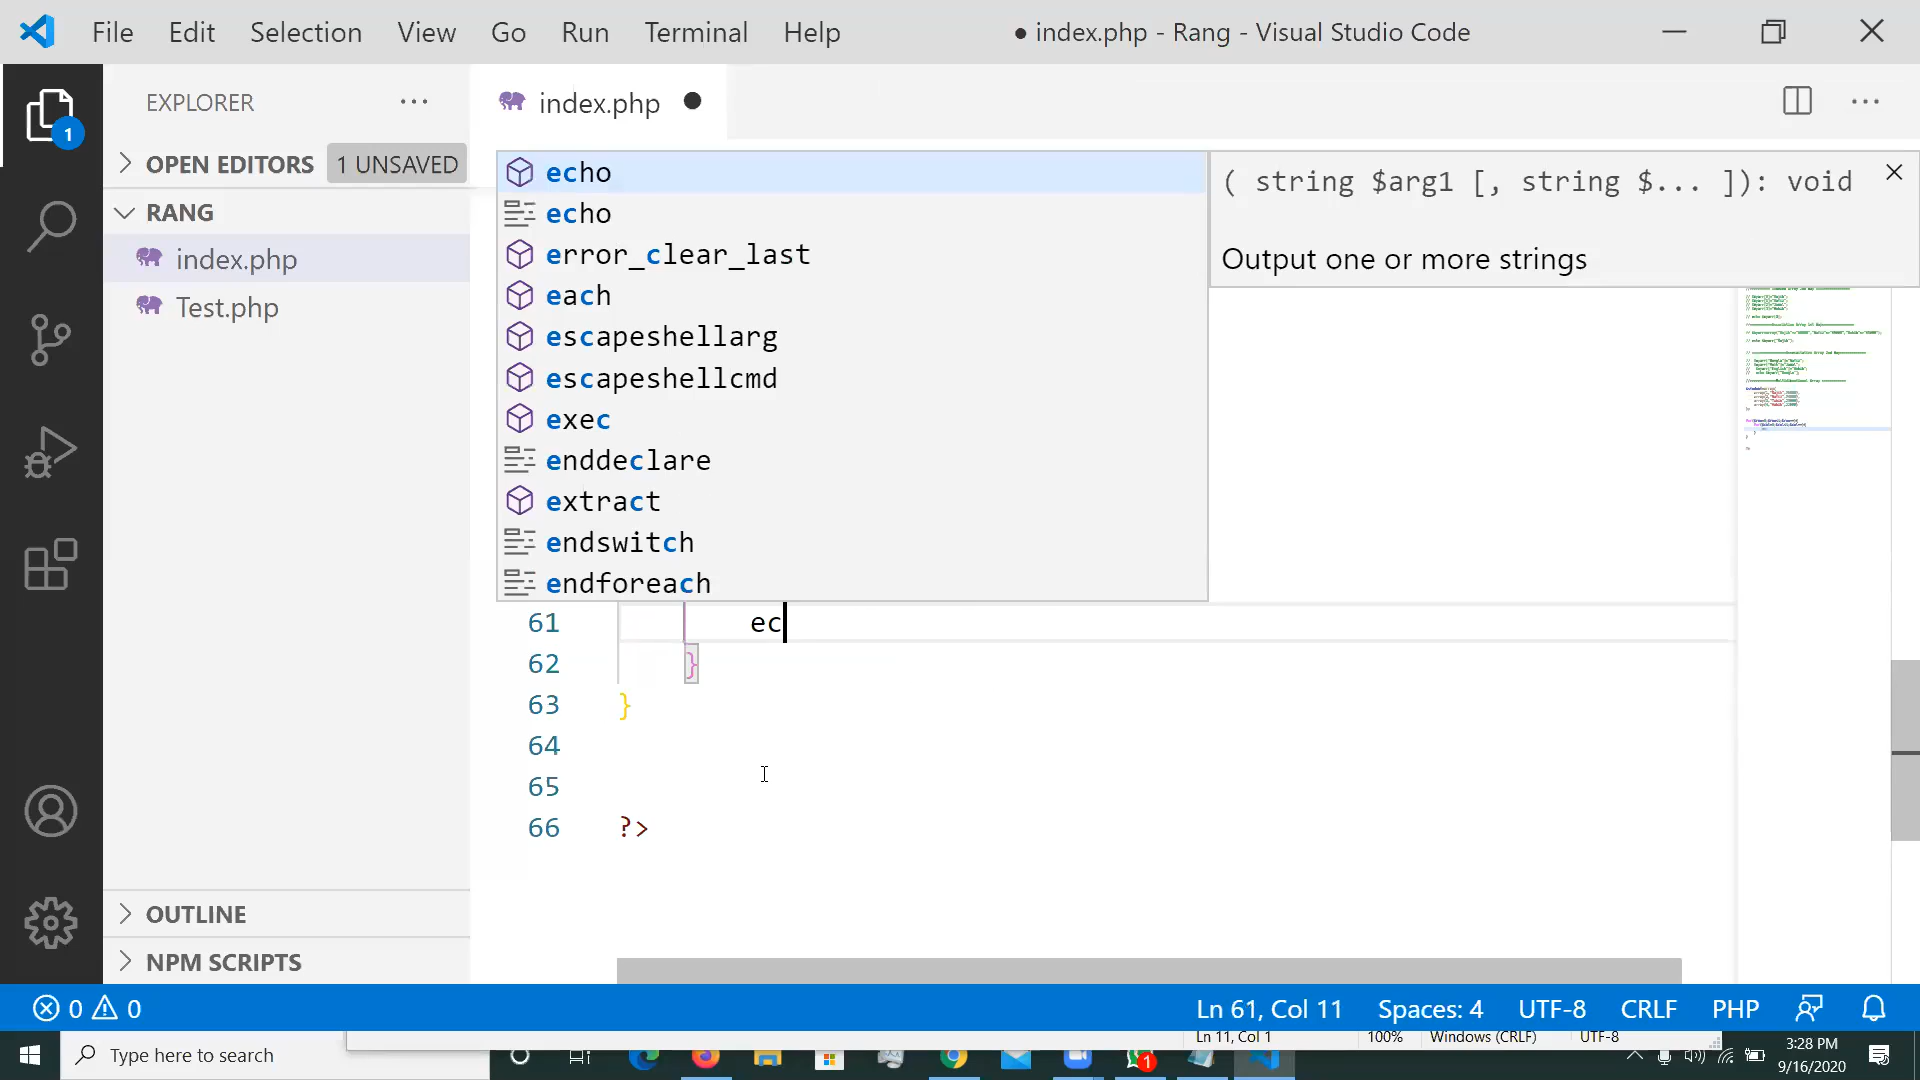 File Edit Selection View Go Run Terminal Help ● index.php - Rang - Visual Studio Code
EXPLORER ···
index.php ●
OPEN EDITORS 1 UNSAVED
RANG
index.php
Test.php
OUTLINE
NPM SCRIPTS
1
echo
echo
error_clear_last
each
escapeshellarg
escapeshellcmd
exec
enddeclare
extract
endswitch
endforeach
( string $arg1 [, string $... ]): void
Output one or more strings
61 ec
62 }
63 }
64
65
66 ?>
0 0 Ln 61, Col 11 Spaces: 4 UTF-8 CRLF PHP
Ln 11, Col 1 100% Windows (CRLF) UTF-8
Type here to search
1
3:28 PM
9/16/2020